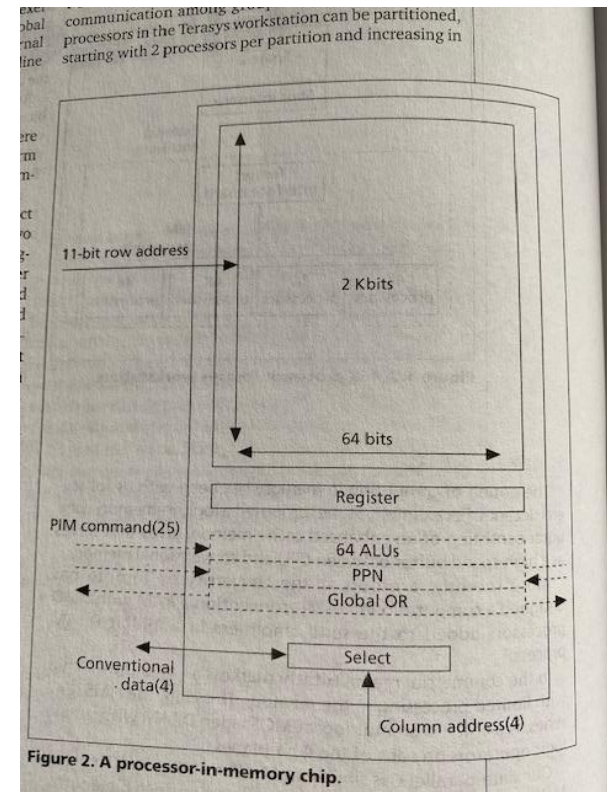 communication among
processors in the Terasys workstation can be partitioned,
starting with 2 processors per partition and increasing in
11-bit row address
2 Kbits
64 bits
Register
PIM command(25)
64 ALUs
PPN
Global OR
Select
Conventional
data(4)
Column address(4)
Figure 2. A processor-in-memory chip.